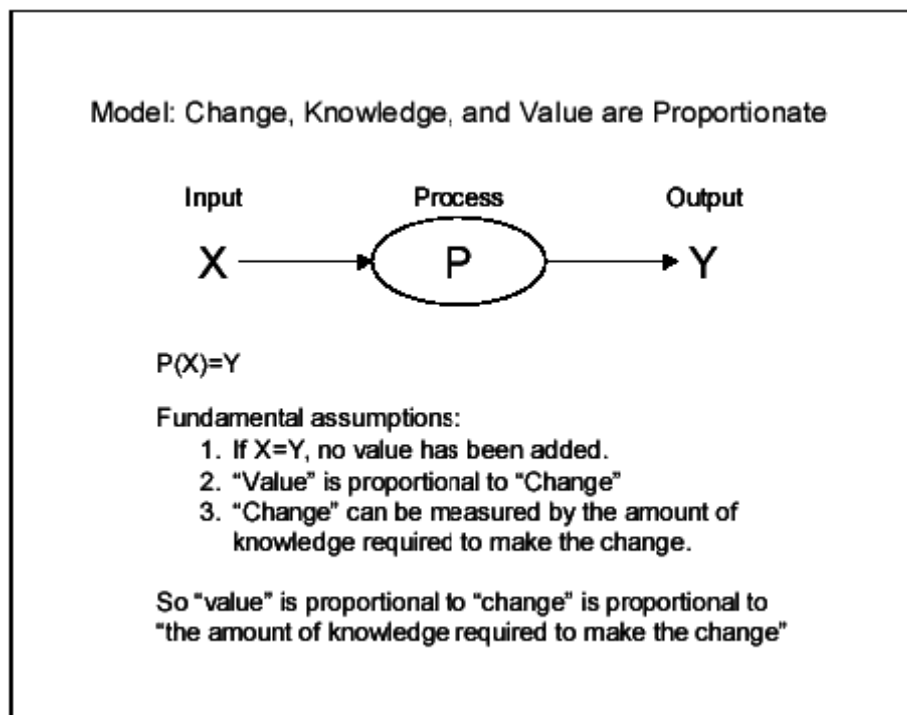 Model: Change, Knowledge, and Value are Proportionate
Input Process Output
X P Y
P(X)=Y
Fundamental assumptions:
1. If X=Y, no value has been added.
2. “Value” is proportional to “Change”
3. “Change” can be measured by the amount of
knowledge required to make the change.
So “value” is proportional to “change” is proportional to
“the amount of knowledge required to make the change”